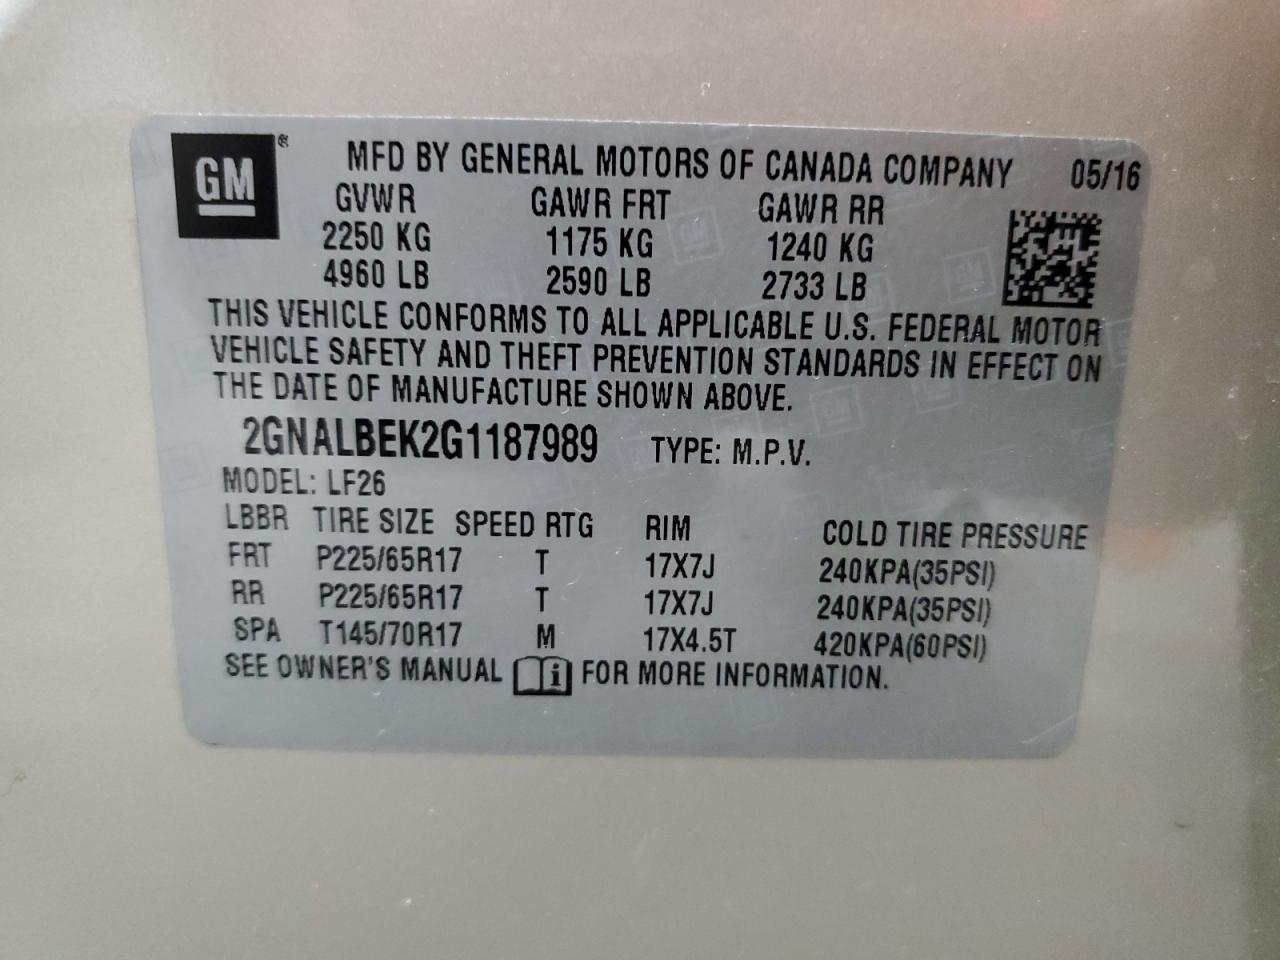 GM®
MFD BY GENERAL MOTORS OF CANADA COMPANY 05/16
GVWR GAWR FRT GAWR RR
2250 KG 1175 KG 1240 KG
4960 LB 2590 LB 2733 LB
THIS VEHICLE CONFORMS TO ALL APPLICABLE U.S. FEDERAL MOTOR
VEHICLE SAFETY AND THEFT PREVENTION STANDARDS IN EFFECT ON
THE DATE OF MANUFACTURE SHOWN ABOVE.
2GNALBEK2G1187989 TYPE: M.P.V.
MODEL: LF26
LBBR TIRE SIZE SPEED RTG RIM COLD TIRE PRESSURE
FRT P225/65R17 T 17X7J 240KPA(35PSI)
RR P225/65R17 T 17X7J 240KPA(35PSI)
SPA T145/70R17 M 17X4.5T 420KPA(60PSI)
SEE OWNER'S MANUAL i FOR MORE INFORMATION.